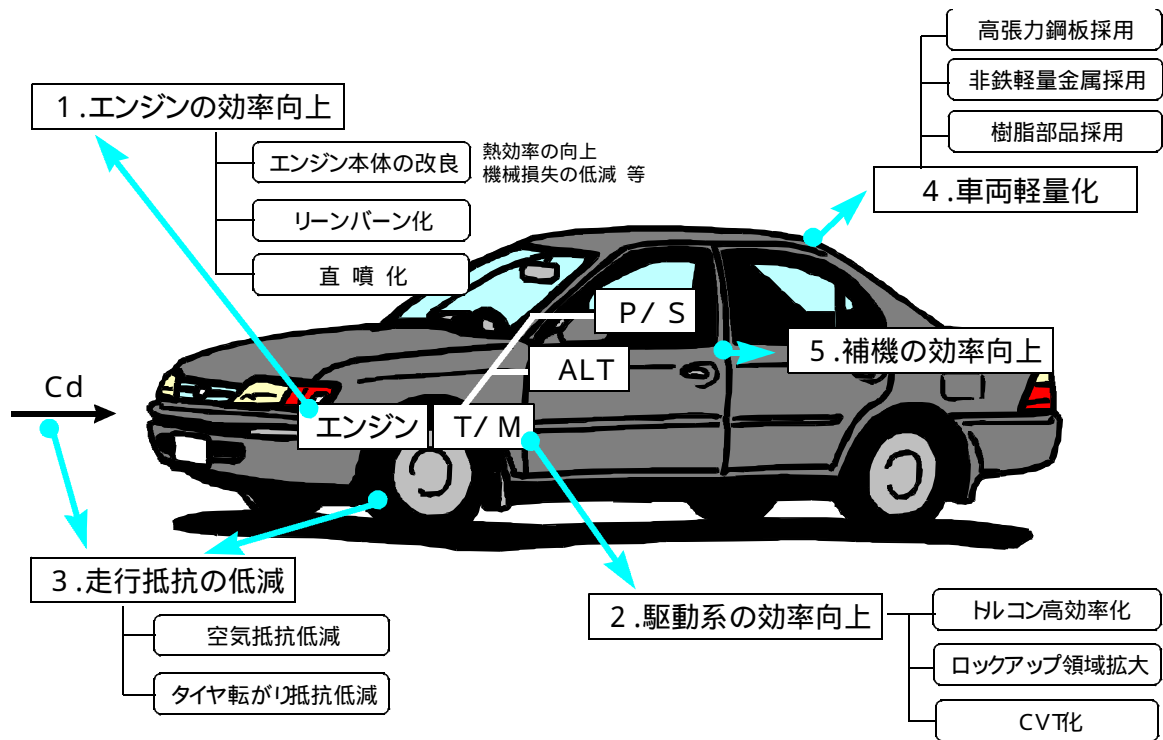 高張力鋼板採用
非鉄軽量金属採用
樹脂部品採用
4.車両軽量化
1.エンジンの効率向上
エンジン本体の改良
熱効率の向上
機械損失の低減 等
リーンバーン化
直 噴 化
P/ S
5.補機の効率向上
ALT
Cd
エンジン
T/ M
3.走行抵抗の低減
空気抵抗低減
タイヤ転がり抵抗低減
2.駆動系の効率向上
トルコン高効率化
ロックアップ領域拡大
CVT化